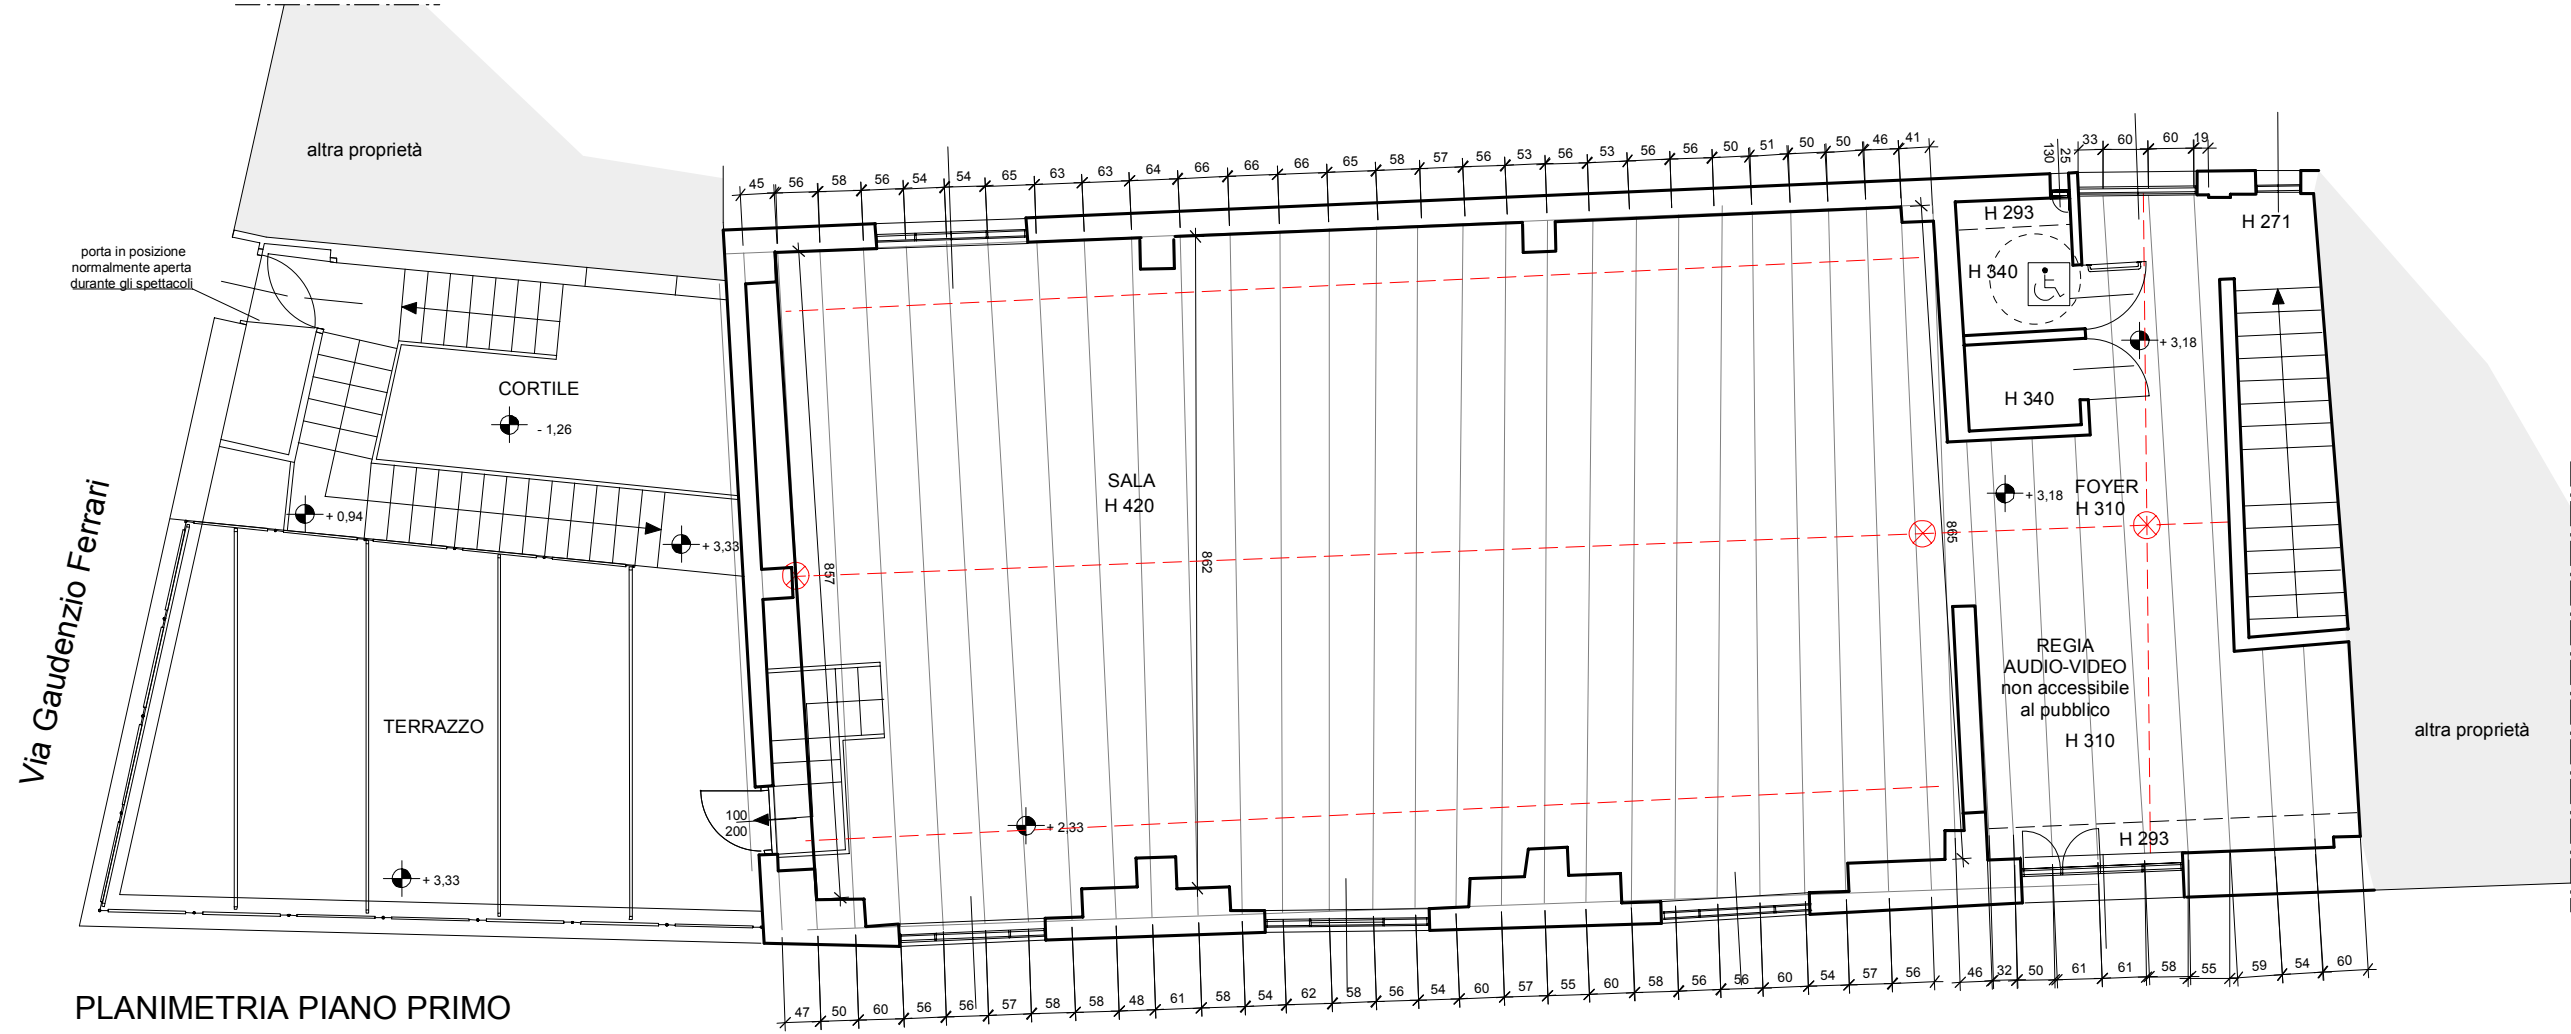 altra proprietà
porta in posizione
normalmente aperta
durante gli spettacoli
CORTILE
- 1,26
+ 0,94
+ 3,33
Via Gaudenzio Ferrari
TERRAZZO
+ 3,33
100
200
45 56 58 56 54 54 65 63 63 64 66 66 66 65 58 57 56 53 56 53 56 56 50 51 50 50 46 41
130
25
33 60 60 19
H 293
H 271
H 340
+ 3,18
H 340
SALA
H 420
857
862
865
+ 3,18
FOYER
H 310
REGIA
AUDIO-VIDEO
non accessibile
al pubblico
H 310
altra proprietà
+ 2,33
H 293
47 50 60 56 56 57 58 58 48 61 58 54 62 58 56 54 60 57 55 60 58 56 56 60 54 57 56
46 32 50 61 61 58 55 59 54 60
PLANIMETRIA PIANO PRIMO